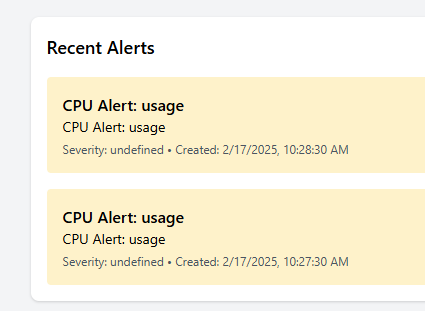 Recent Alerts
CPU Alert: usage
CPU Alert: usage
Severity: undefined • Created: 2/17/2025, 10:28:30 AM
CPU Alert: usage
CPU Alert: usage
Severity: undefined • Created: 2/17/2025, 10:27:30 AM